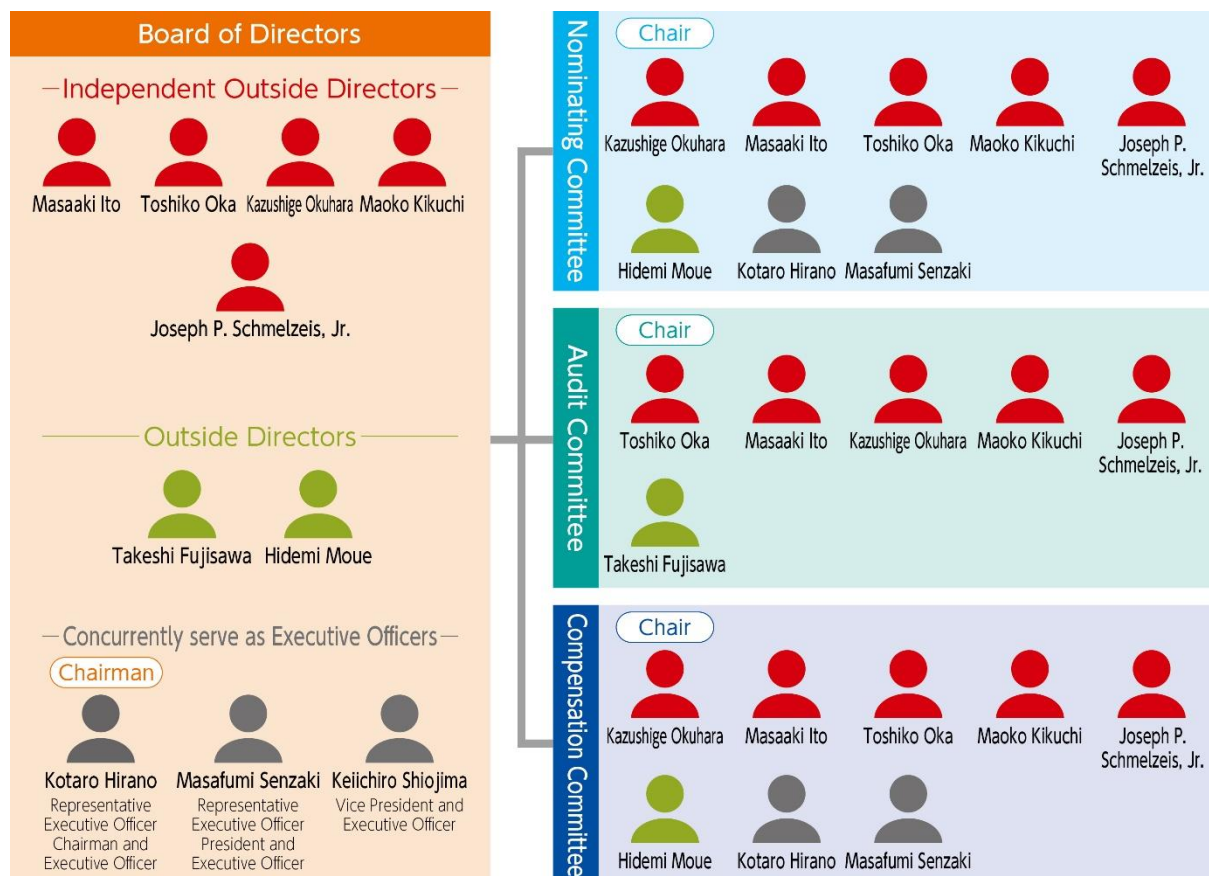 Board of Directors
Independent Outside Directors
Masaaki Ito
Toshiko Oka
Kazushige Okuhara
Maoko Kikuchi
Joseph P. Schmelzeis, Jr.
Outside Directors
Takeshi Fujisawa
Hidemi Moue
Concurrently serve as Executive Officers
Chairman
Kotaro Hirano
Representative
Executive Officer
Chairman and
Executive Officer
Masafumi Senzaki
Representative
Executive Officer
President and
Executive Officer
Keiichiro Shiojima
Vice President and
Executive Officer
Nominating Committee
Chair
Kazushige Okuhara
Masaaki Ito
Toshiko Oka
Maoko Kikuchi
Joseph P.
Schmelzeis, Jr.
Hidemi Moue
Kotaro Hirano
Masafumi Senzaki
Audit Committee
Chair
Toshiko Oka
Masaaki Ito
Kazushige Okuhara
Maoko Kikuchi
Joseph P.
Schmelzeis, Jr.
Takeshi Fujisawa
Compensation Committee
Chair
Kazushige Okuhara
Masaaki Ito
Toshiko Oka
Maoko Kikuchi
Joseph P.
Schmelzeis, Jr.
Hidemi Moue
Kotaro Hirano
Masafumi Senzaki